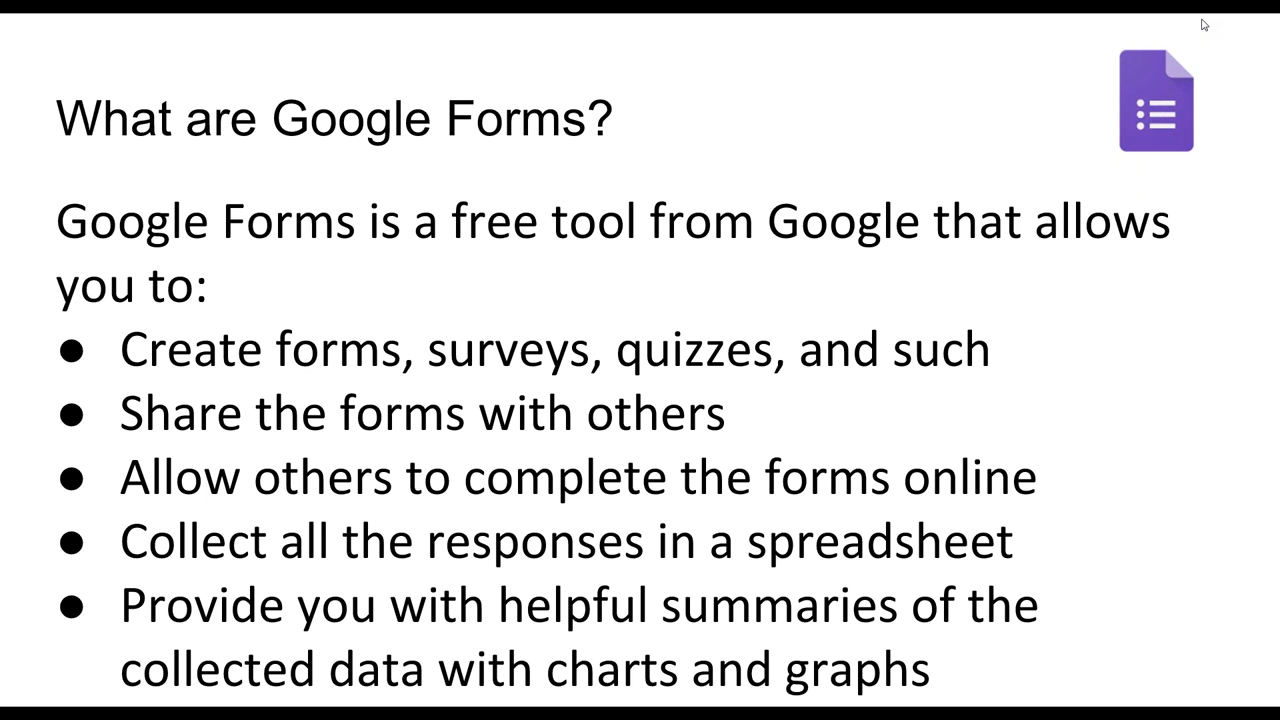 What are Google Forms?
Google Forms is a free tool from Google that allows
you to:
● Create forms, surveys, quizzes, and such
● Share the forms with others
● Allow others to complete the forms online
● Collect all the responses in a spreadsheet
● Provide you with helpful summaries of the
collected data with charts and graphs